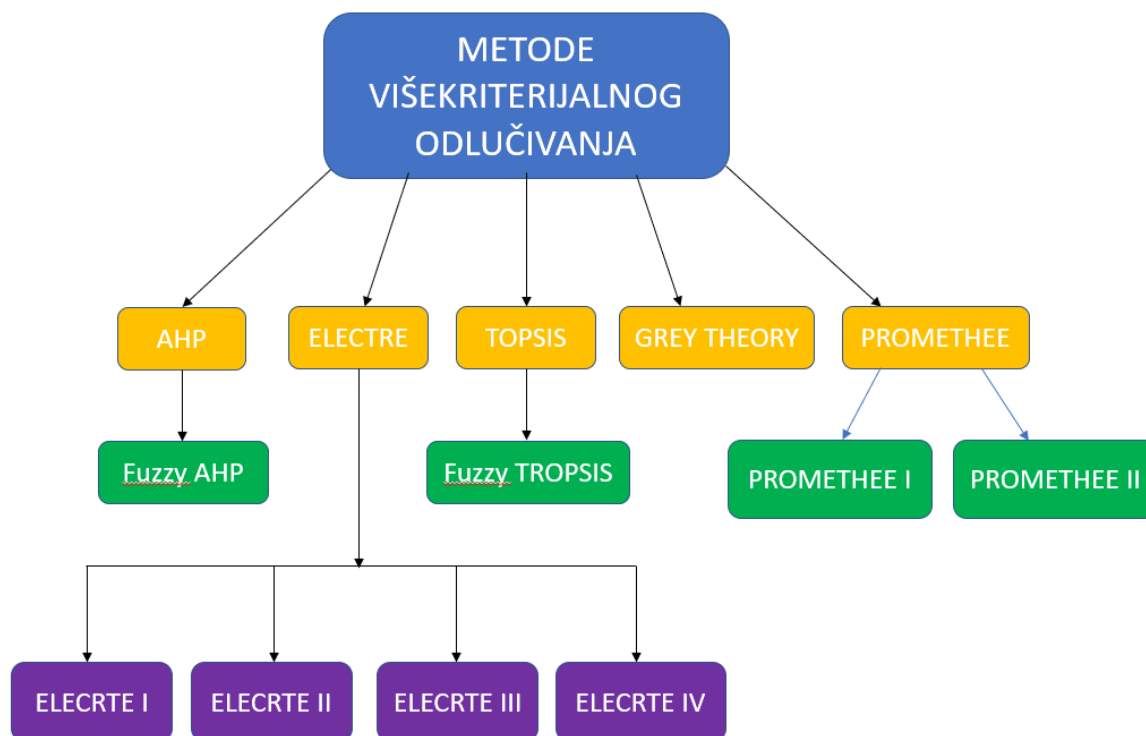 METODE
VIŠEKRITERIJALNOG
ODLUČIVANJA
AHP
ELECTRE
TOPSIS
GREY THEORY
PROMETHEE
Fuzzy AHP
Fuzzy TROPSIS
PROMETHEE I
PROMETHEE II
ELECRTE I
ELECRTE II
ELECRTE III
ELECRTE IV